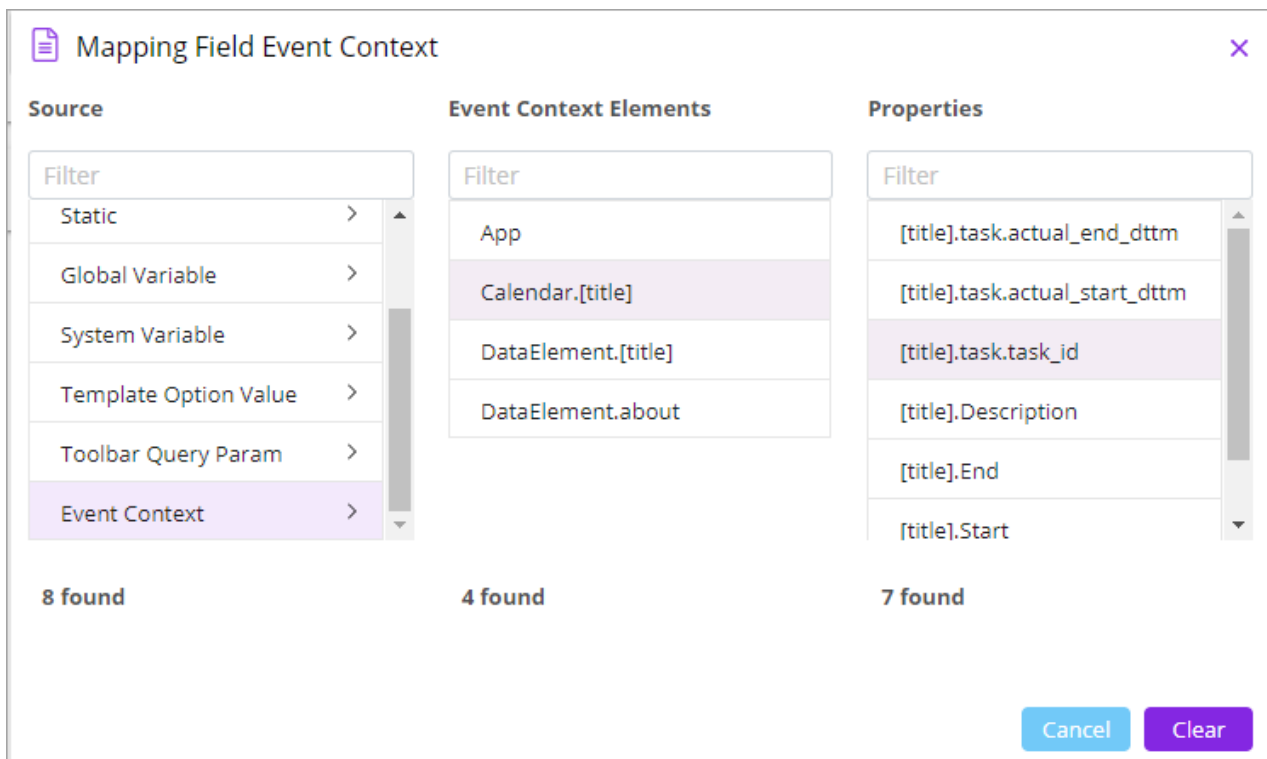 Mapping Field Event Context
Source
Filter
Static
Global Variable
System Variable
Template Option Value
Toolbar Query Param
Event Context
8 found
Event Context Elements
Filter
App
Calendar.[title]
DataElement.[title]
DataElement.about
4 found
Properties
Filter
[title].task.actual_end_dttm
[title].task.actual_start_dttm
[title].task.task_id
[title].Description
[title].End
[title].Start
7 found
Cancel
Clear